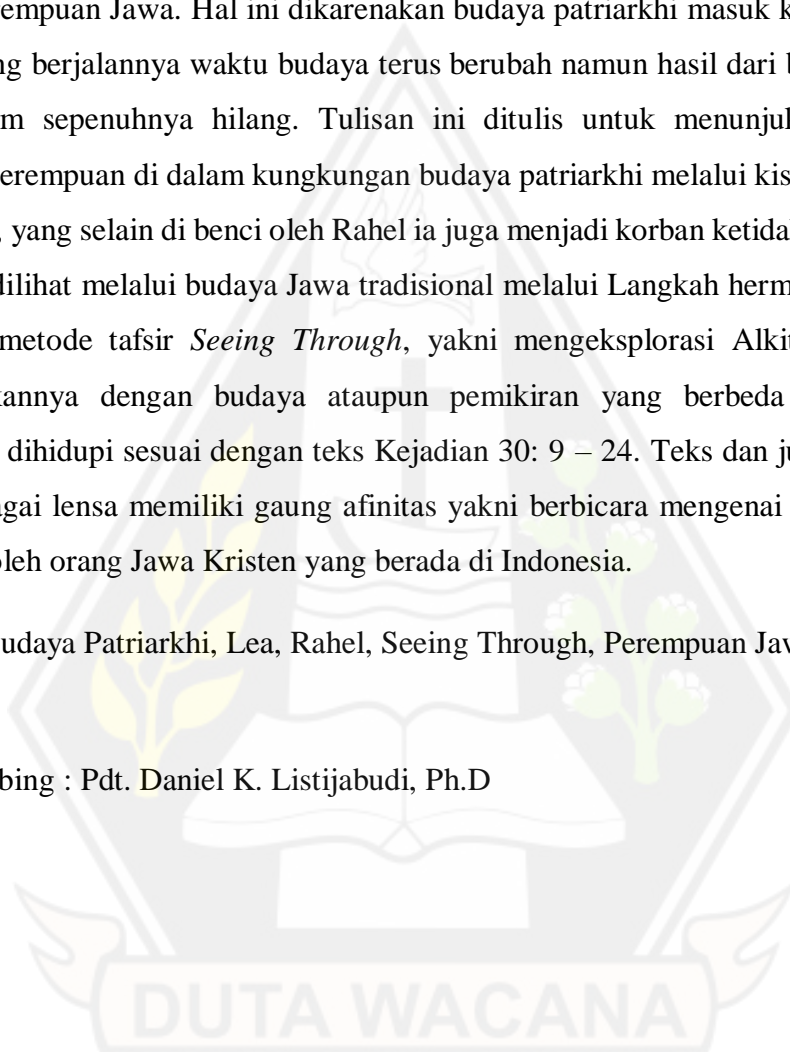 rempuan Jawa. Hal ini dikarenakan budaya patriarkhi masuk k
ng berjalannya waktu budaya terus berubah namun hasil dari b
m sepenuhnya hilang. Tulisan ini ditulis untuk menunjuk
erempuan di dalam kungkungan budaya patriarkhi melalui kis
, yang selain di benci oleh Rahel ia juga menjadi korban ketidal
dilihat melalui budaya Jawa tradisional melalui Langkah herm
metode tafsir Seeing Through, yakni mengeksplorasi Alkit
kannya dengan budaya ataupun pemikiran yang berbeda
dihidupi sesuai dengan teks Kejadian 30: 9 – 24. Teks dan ju
agai lensa memiliki gaung afinitas yakni berbicara mengenai
oleh orang Jawa Kristen yang berada di Indonesia.
udaya Patriarkhi, Lea, Rahel, Seeing Through, Perempuan Jav
bing : Pdt. Daniel K. Listijabudi, Ph.D
DUTA WACANA